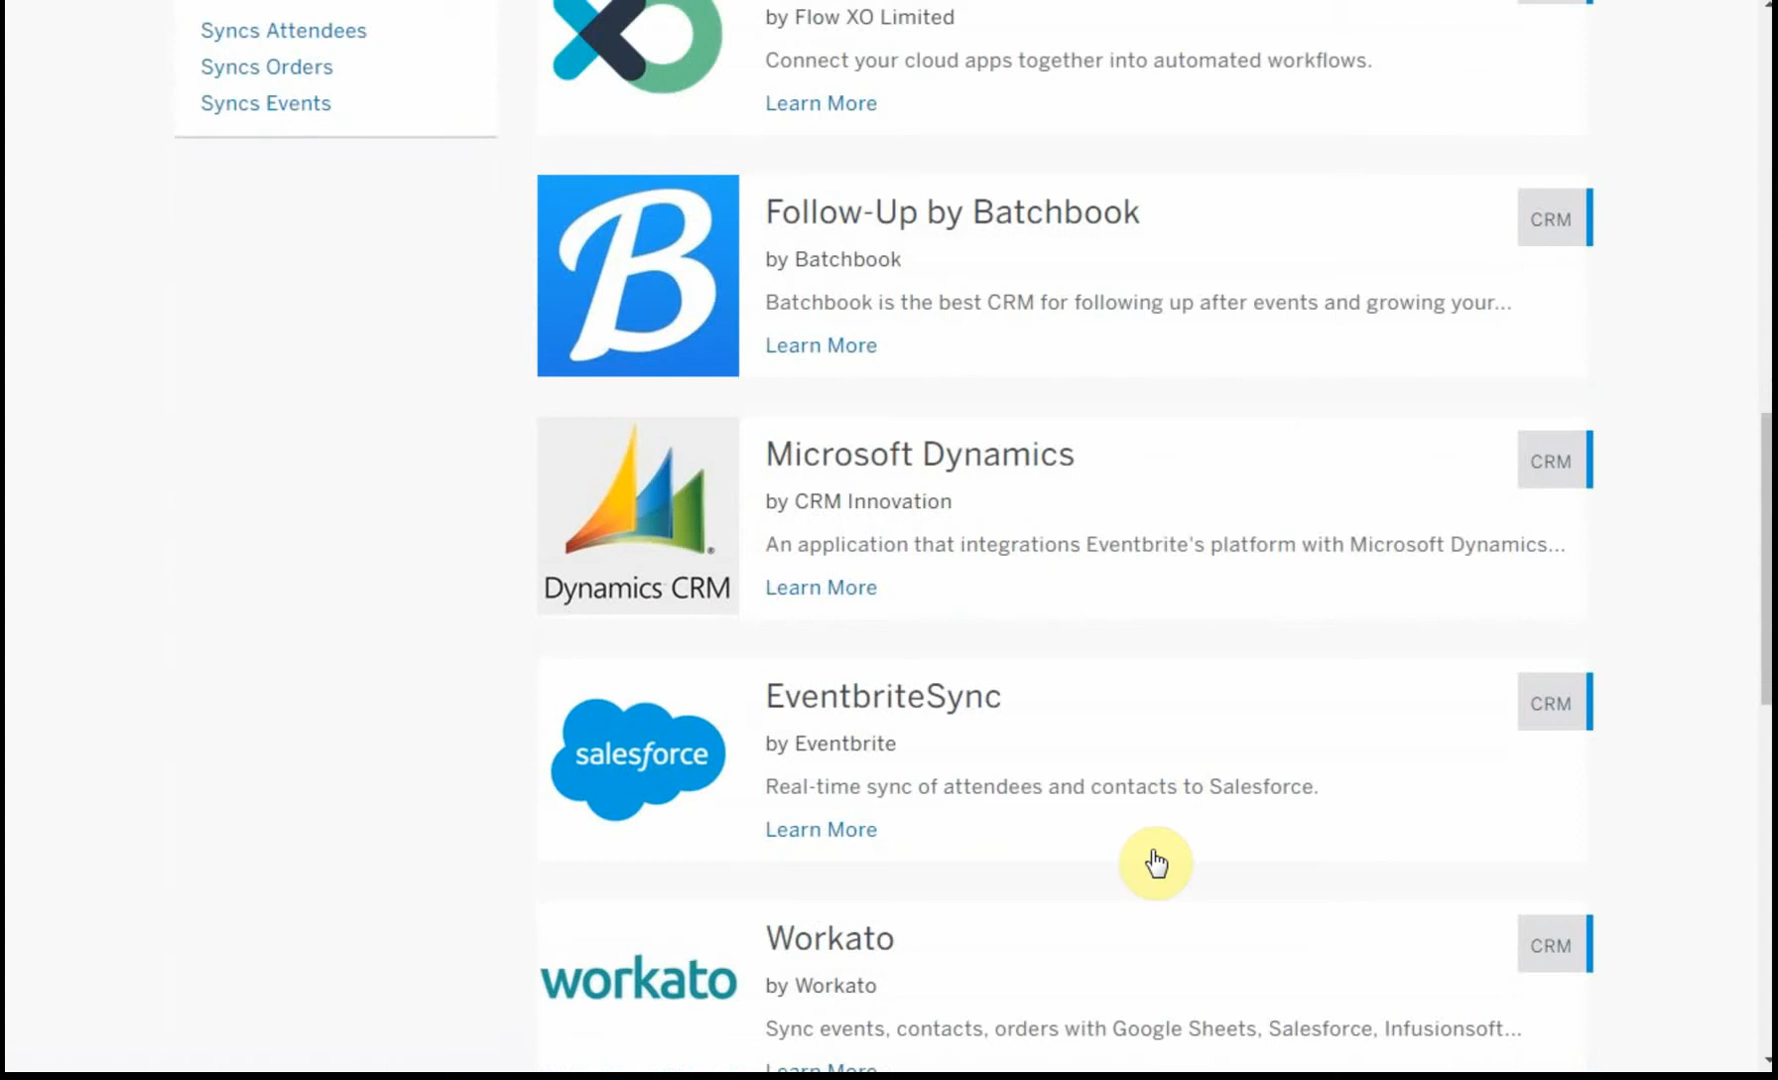 Syncs Attendees
Syncs Orders
Syncs Events
by Flow XO Limited
Connect your cloud apps together into automated workflows.
Learn More
B
Follow-Up by Batchbook
CRM
by Batchbook
Batchbook is the best CRM for following up after events and growing your...
Learn More
Dynamics CRM
Microsoft Dynamics
CRM
by CRM Innovation
An application that integrations Eventbrite's platform with Microsoft Dynamics...
Learn More
salesforce
EventbriteSync
CRM
by Eventbrite
Real-time sync of attendees and contacts to Salesforce.
Learn More
workato
Workato
CRM
by Workato
Sync events, contacts, orders with Google Sheets, Salesforce, Infusionsoft...
Learn More